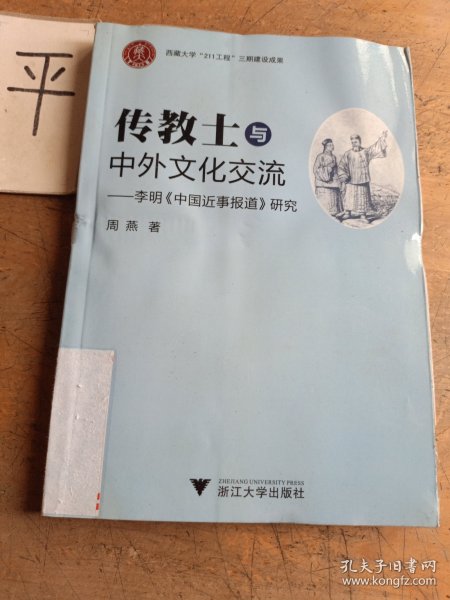 平
西藏大学“211工程”三期建设成果
传教士与
中外文化交流
——李明《中国近事报道》研究
周燕 著
ZHEJIANG UNIVERSITY PRESS
浙江大学出版社
孔夫子旧书网
www.kongfz.com